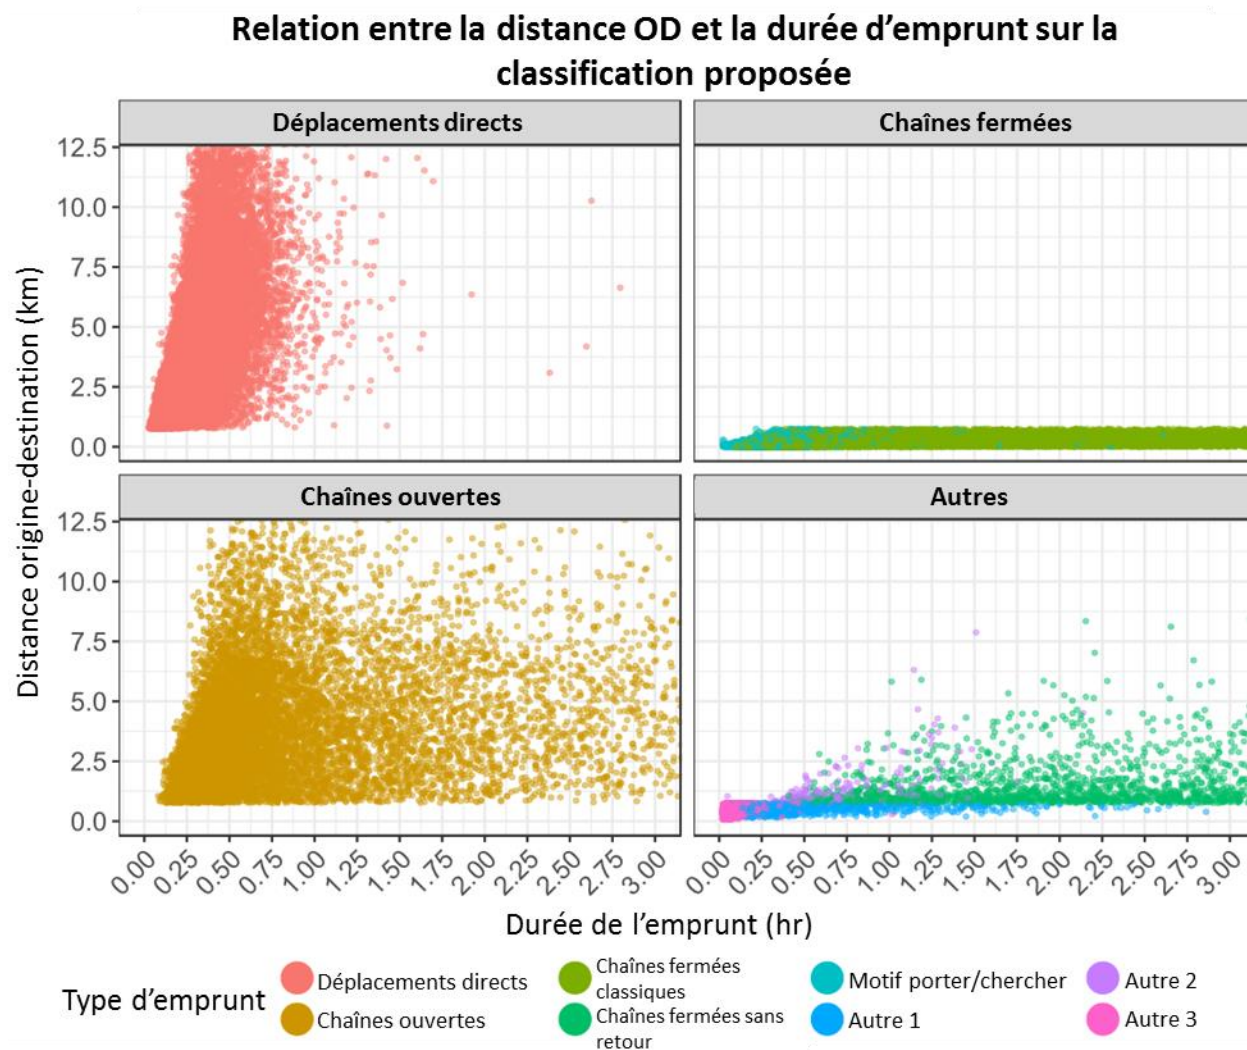 Relation entre la distance OD et la durée d’emprunt sur la
classification proposée
Déplacements directs
Chaînes fermées
12.5
10.0
7.5
5.0
2.5
0.0
Chaînes ouvertes
Autres
12.5
10.0
7.5
5.0
2.5
0.0
Distance origine-destination (km)
0.00 0.25 0.50 0.75 1.00 1.25 1.50 1.75 2.00 2.25 2.50 2.75 3.00
0.00 0.25 0.50 0.75 1.00 1.25 1.50 1.75 2.00 2.25 2.50 2.75 3.00
Durée de l’emprunt (hr)
Type d’emprunt
Déplacements directs
Chaînes ouvertes
Chaînes fermées
classiques
Chaînes fermées sans
retour
Motif porter/chercher
Autre 1
Autre 2
Autre 3